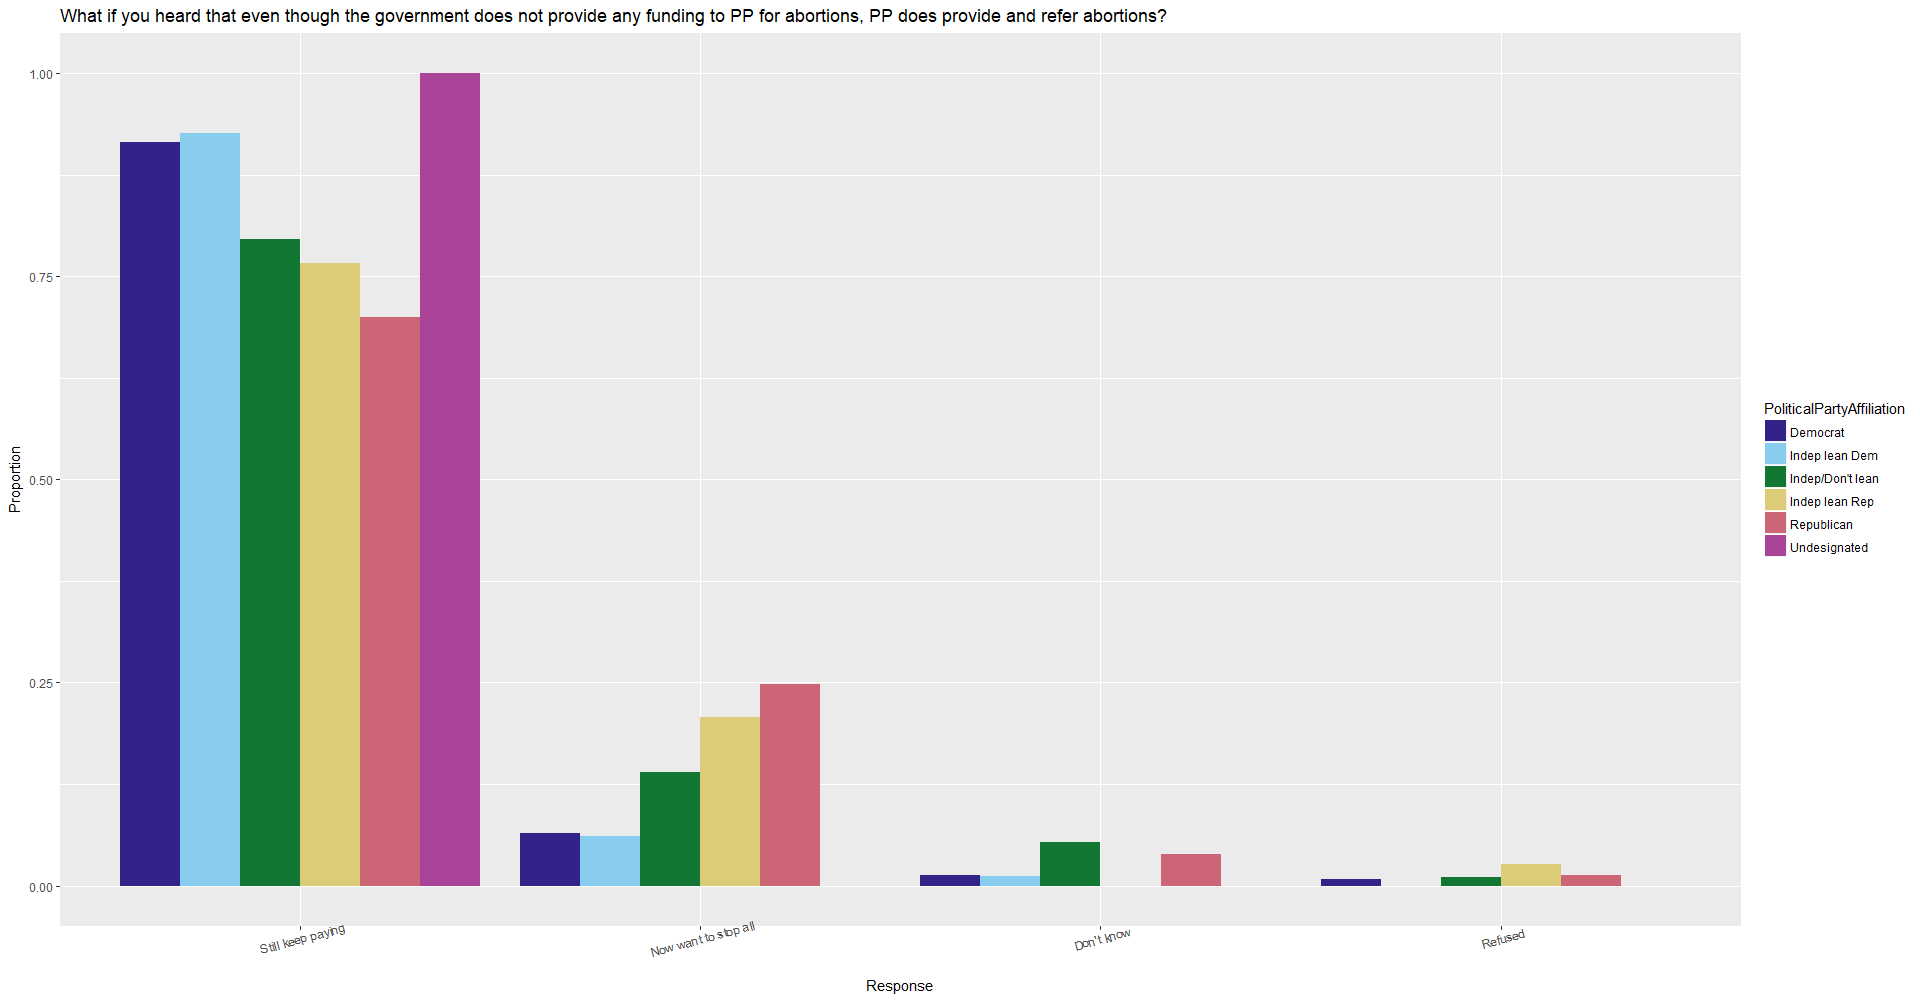 What if you heard that even though the government does not provide any funding to PP for abortions, PP does provide and refer abortions?
1.00
0.75
0.50
0.25
0.00
Proportion
Still keep paying
Now want to stop all
Don't know
Refused
Response
PoliticalPartyAffiliation
Democrat
Indep lean Dem
Indep/Don't lean
Indep lean Rep
Republican
Undesignated